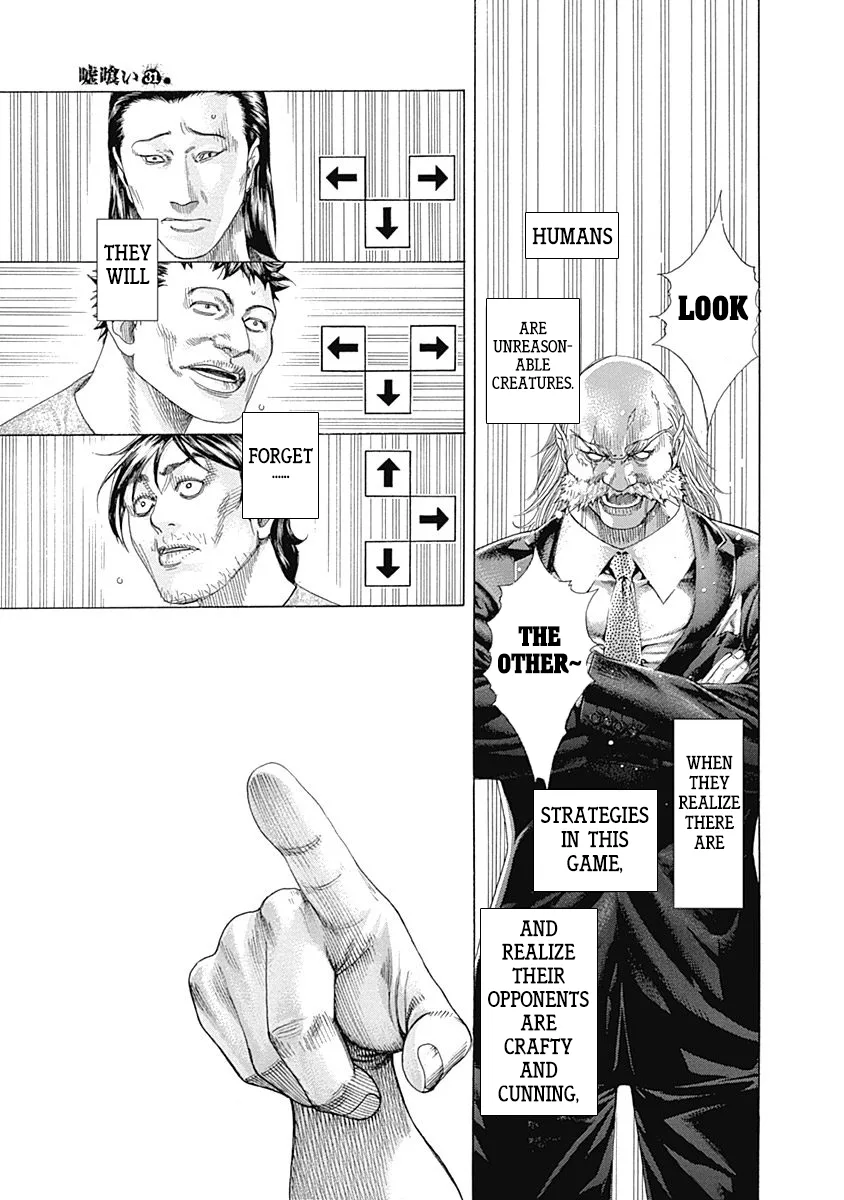 嘘喰い 31.
LOOK
HUMANS
ARE
UNREASON-
ABLE
CREATURES.
THE
OTHER~
WHEN
THEY
REALIZE
THERE
ARE
STRATEGIES
IN THIS
GAME,
AND
REALIZE
THEIR
OPPONENTS
ARE
CRAFTY
AND
CUNNING,
THEY
WILL
FORGET
......
← →
↓
← →
↓
↑
→
↓